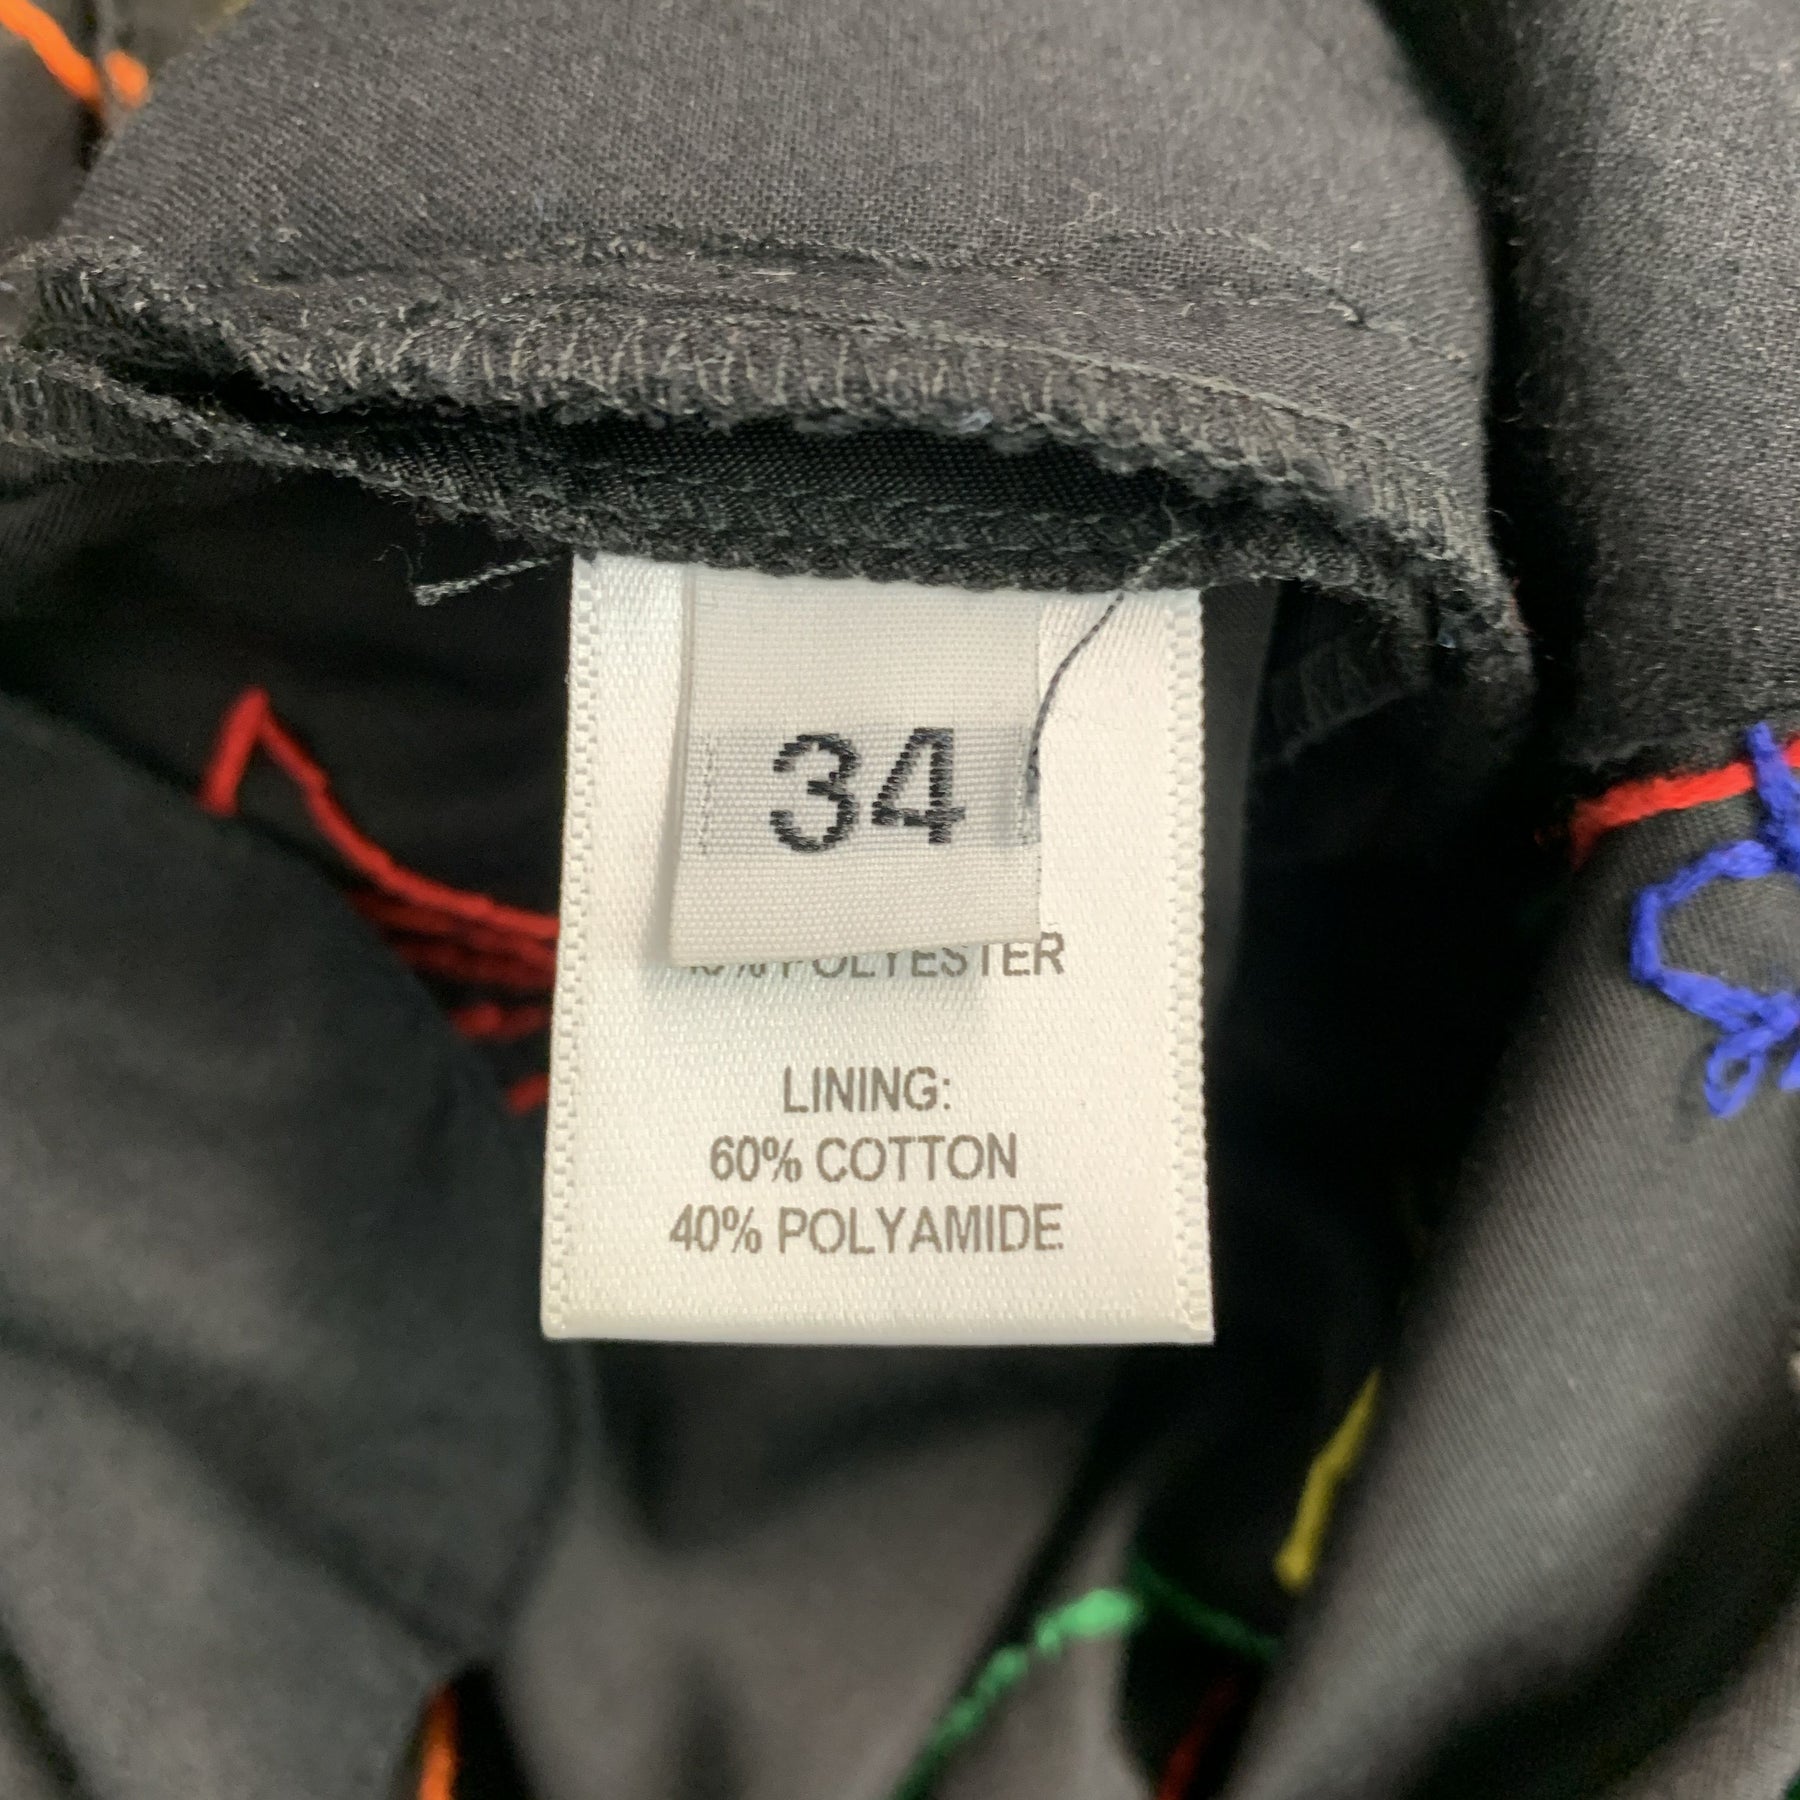 34
POLYESTER
LINING:
60% COTTON
40% POLYAMIDE